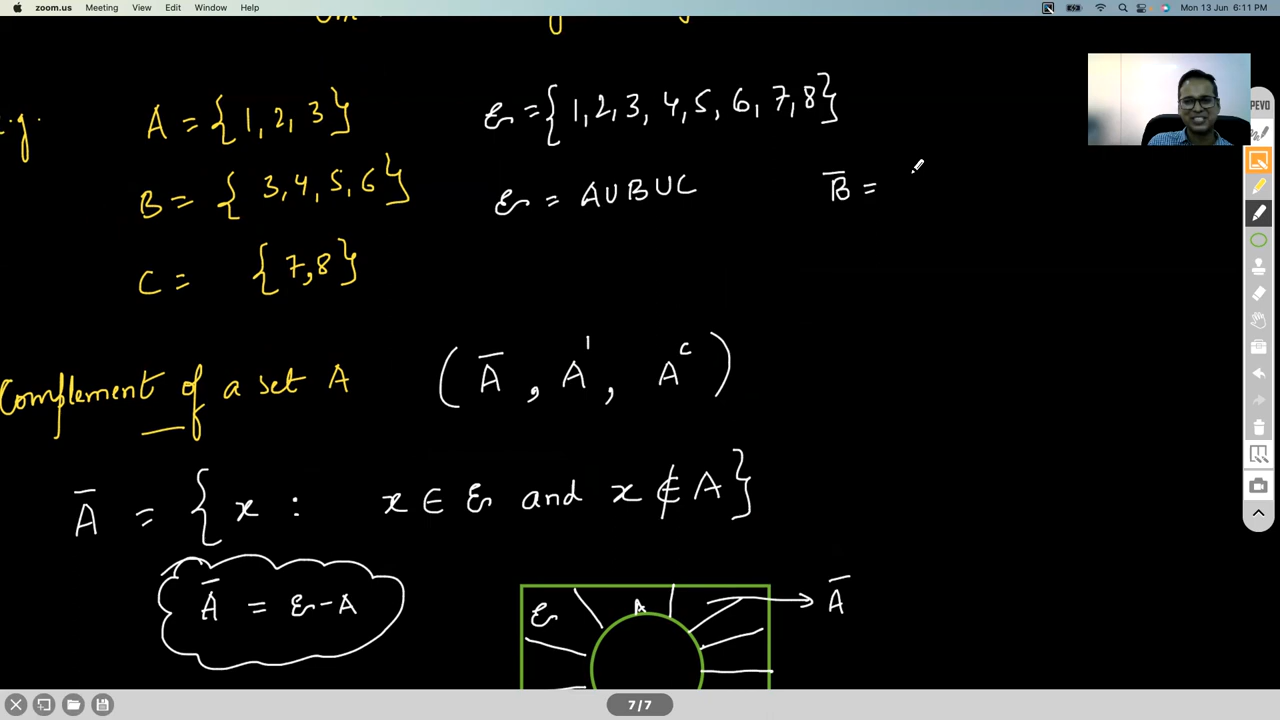 zoom.us Meeting View Edit Window Help Mon 13 Jun 6:11 PM
A = {1, 2, 3} ℰ = {1, 2, 3, 4, 5, 6, 7, 8}
B = {3, 4, 5, 6} ℰ = A ∪ B ∪ C B̅ =
C = {7, 8}
Complement of a set A (A̅, A', Aᶜ)
A̅ = {x : x ∈ ℰ and x ∉ A}
A̅ = ℰ - A
ℰ A A̅
7/7